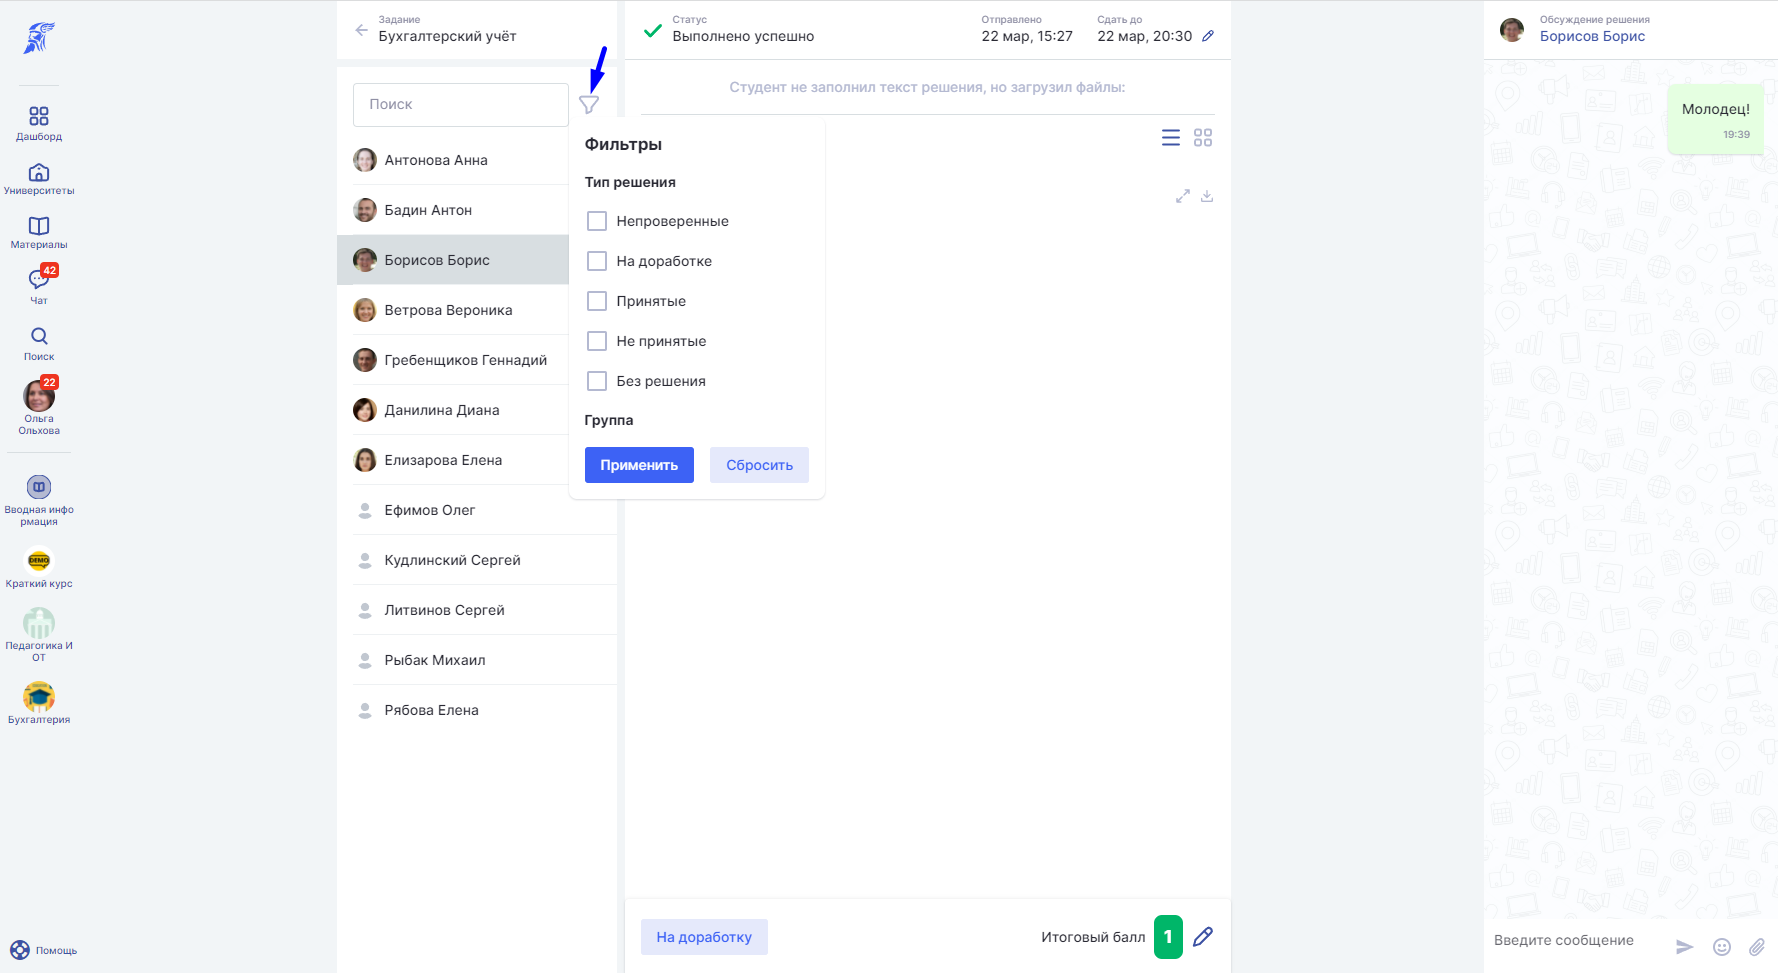 Дашборд
Университеты
Материалы
42
Чат
Поиск
22
Ольга
Ольхова
Вводная инфо
рмация
DEMO
Краткий курс
Педагогика И
ОТ
Бухгалтерия
Помощь
Задание
Бухгалтерский учёт
Поиск
Антонова Анна
Бадин Антон
Борисов Борис
Ветрова Вероника
Гребенщиков Геннадий
Данилина Диана
Елизарова Елена
Ефимов Олег
Кудлинский Сергей
Литвинов Сергей
Рыбак Михаил
Рябова Елена
Фильтры
Тип решения
Непроверенные
На доработке
Принятые
Не принятые
Без решения
Группа
Применить
Сбросить
Статус
Выполнено успешно
Отправлено
22 мар, 15:27
Сдать до
22 мар, 20:30
Студент не заполнил текст решения, но загрузил файлы:
На доработку
Итоговый балл
1
Обсуждение решения
Борисов Борис
Молодец!
19:39
Введите сообщение